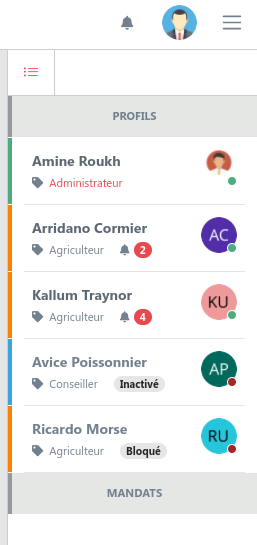 PROFILS
Amine Roukh
Administrateur
Arridano Cormier
AC
Agriculteur 2
Kallum Traynor
KU
Agriculteur 4
Avice Poissonnier
AP
Conseiller Inactivé
Ricardo Morse
RU
Agriculteur Bloqué
MANDATS